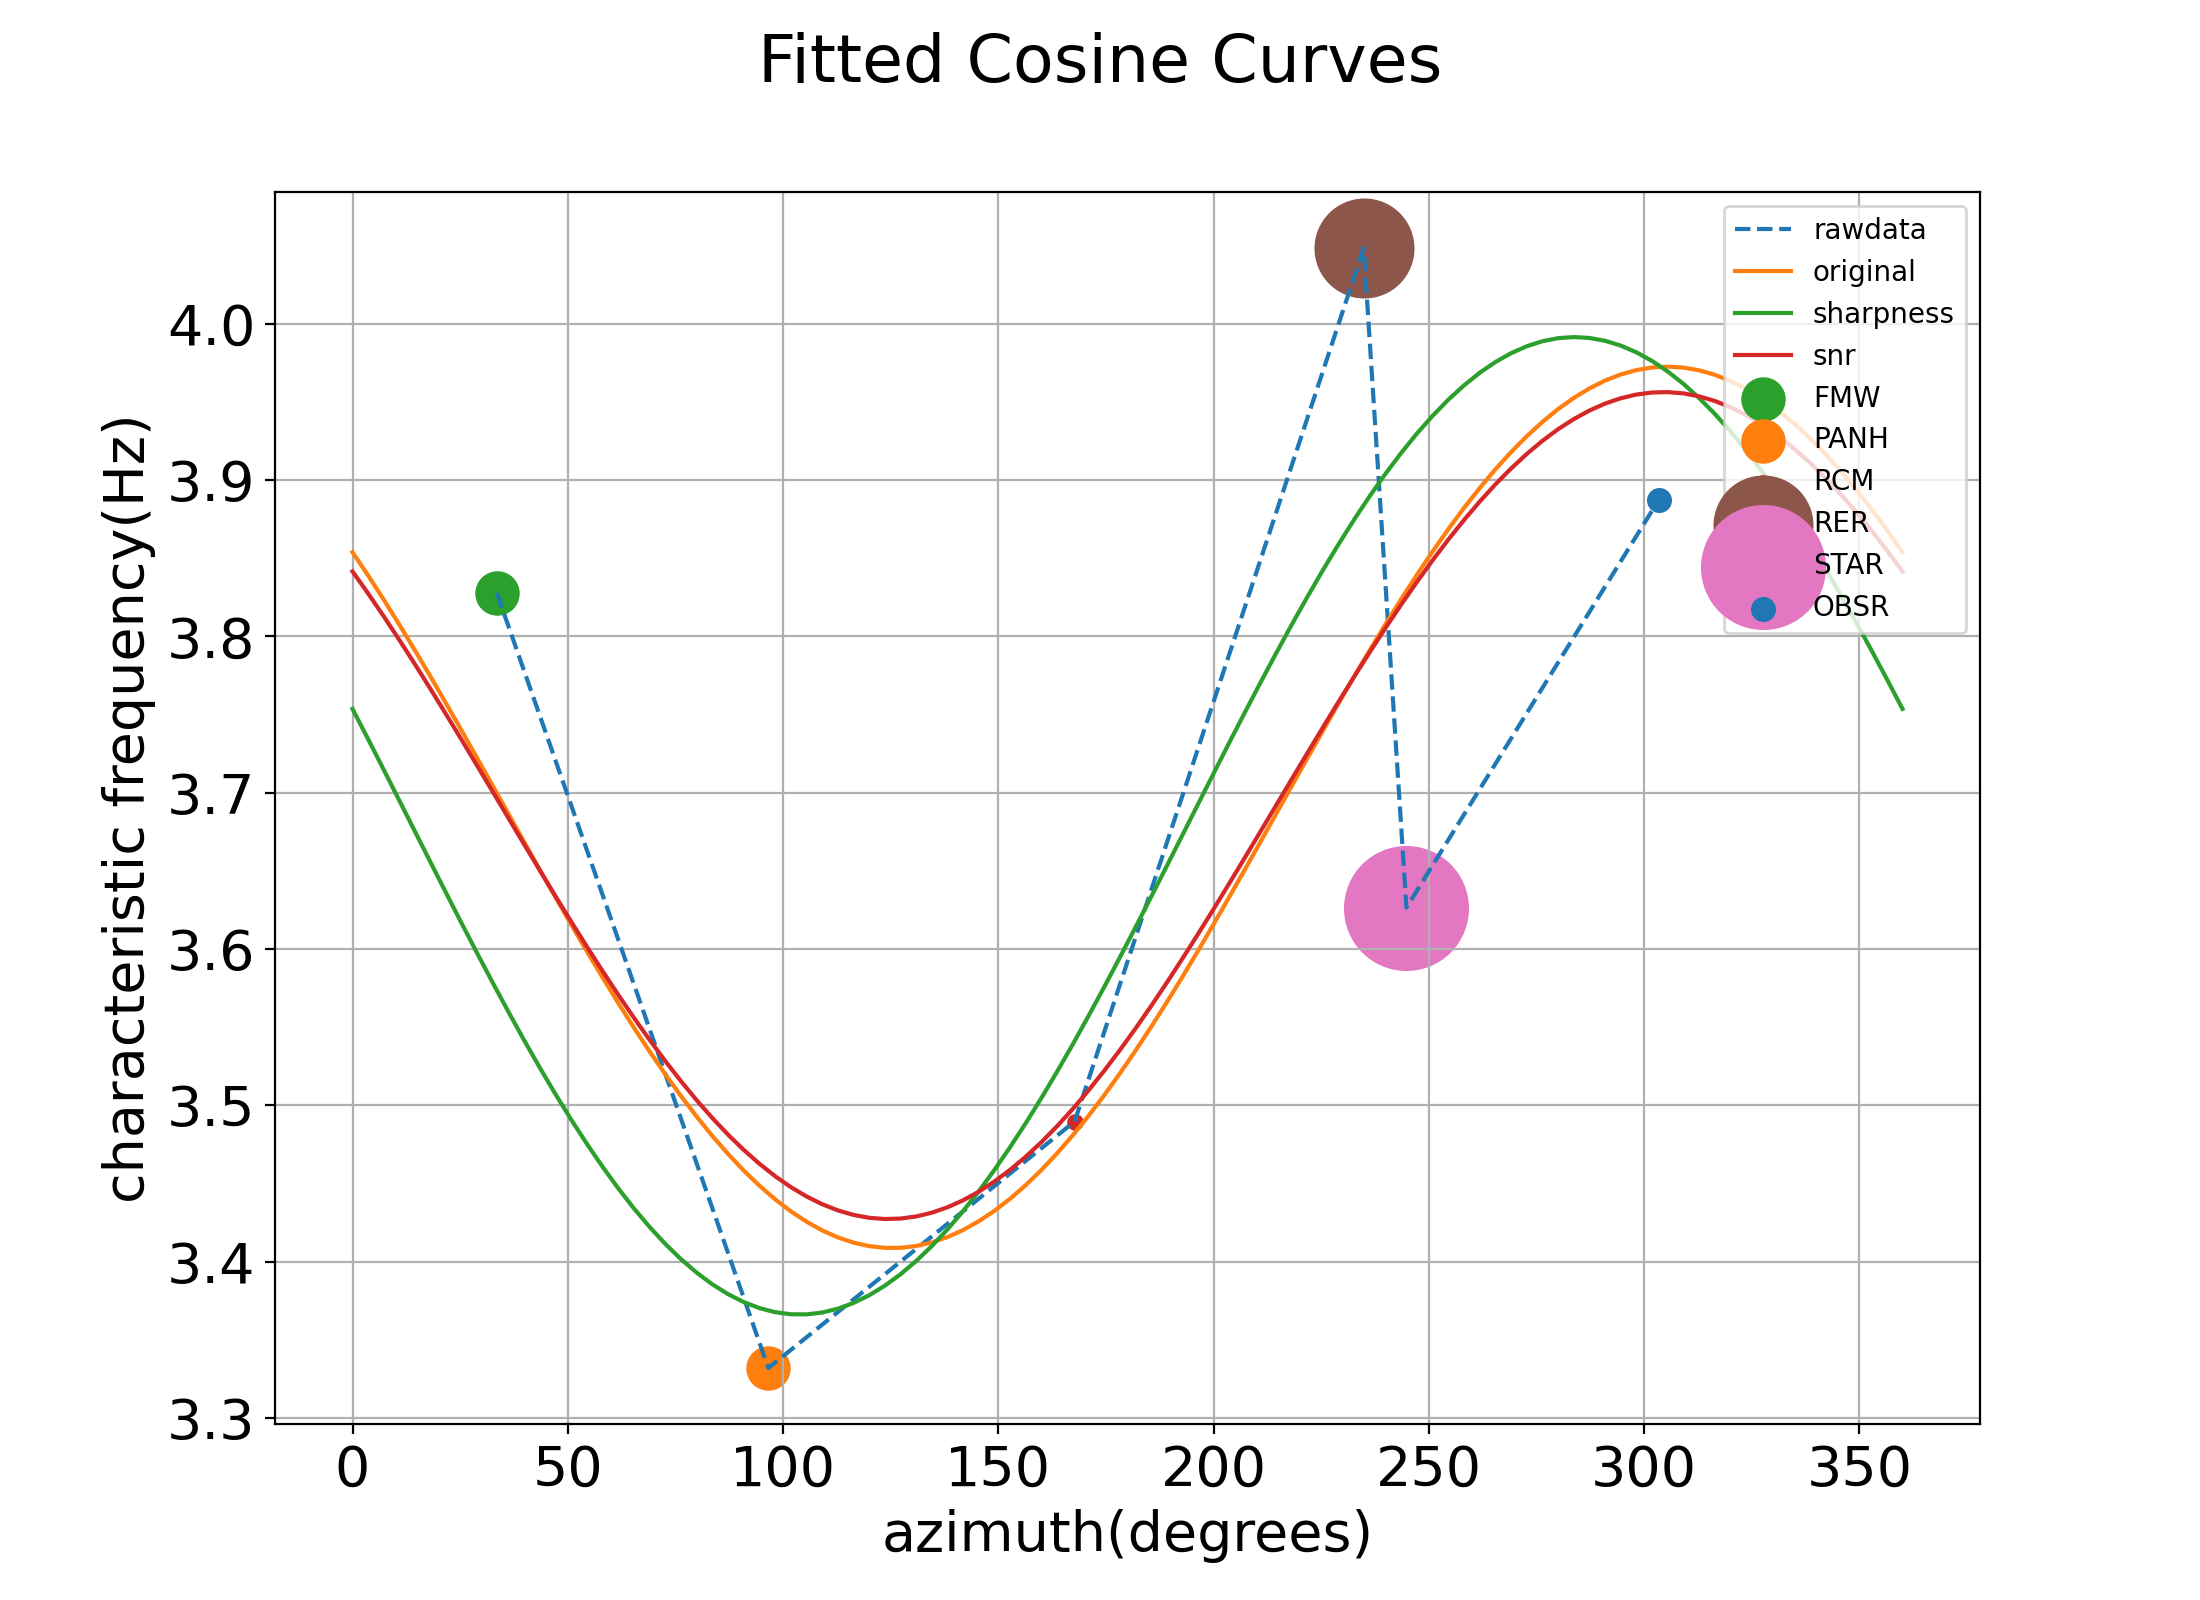 Fitted Cosine Curves
characteristic frequency(Hz)
4.0
3.9
3.8
3.7
3.6
3.5
3.4
3.3
0 50 100 150 200 250 300 350
azimuth(degrees)
rawdata
original
sharpness
snr
FMW
PANH
RCM
RER
STAR
OBSR